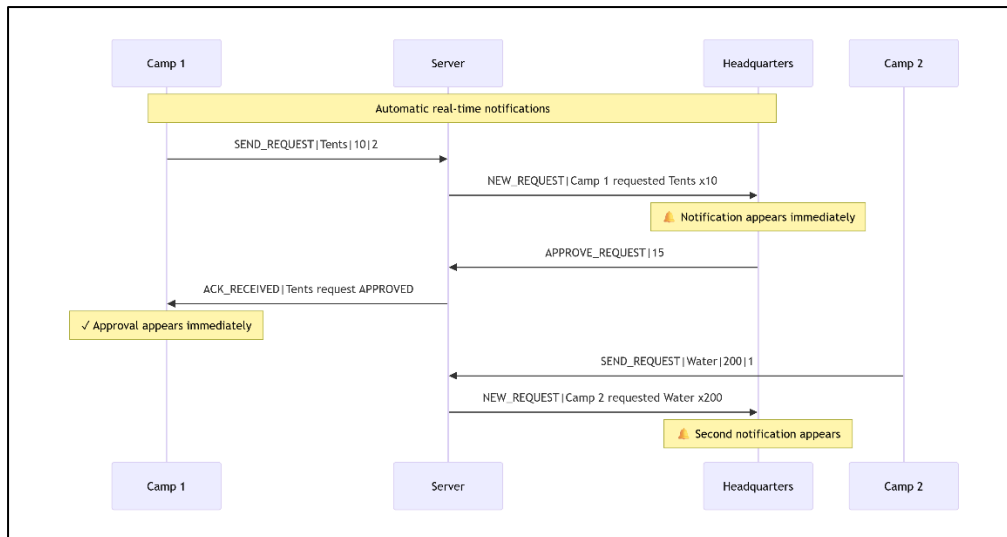 Camp 1
Server
Headquarters
Camp 2
Automatic real-time notifications
SEND_REQUEST|Tents|10|2
NEW_REQUEST|Camp 1 requested Tents x10
🔔 Notification appears immediately
APPROVE_REQUEST|15
ACK_RECEIVED|Tents request APPROVED
✓ Approval appears immediately
SEND_REQUEST|Water|200|1
NEW_REQUEST|Camp 2 requested Water x200
🔔 Second notification appears
Camp 1
Server
Headquarters
Camp 2